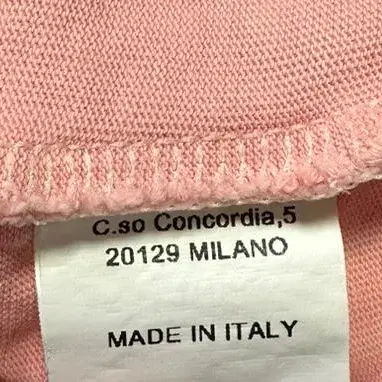 C.so Concordia,5
20129 MILANO
MADE IN ITALY